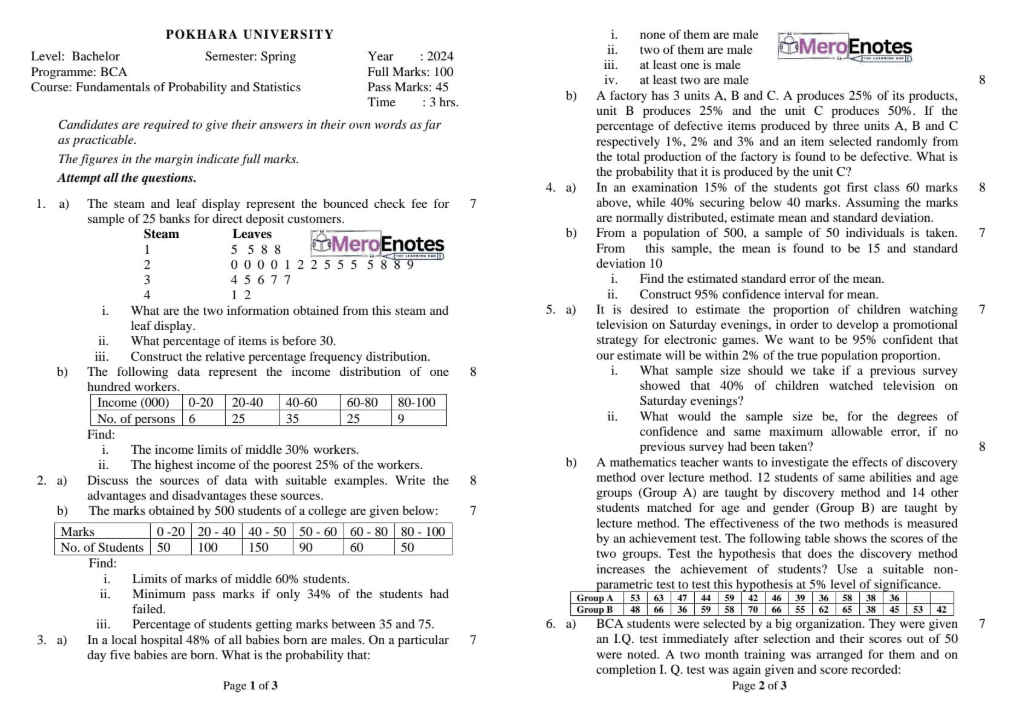 POKHARA UNIVERSITY
Level: Bachelor Semester: Spring Year : 2024
Programme: BCA Full Marks: 100
Course: Fundamentals of Probability and Statistics Pass Marks: 45
Time : 3 hrs.
Candidates are required to give their answers in their own words as far
as practicable.
The figures in the margin indicate full marks.
Attempt all the questions.
1. a) The steam and leaf display represent the bounced check fee for 7
sample of 25 banks for direct deposit customers.
Steam Leaves
MeroEnotes
1 5 5 8 8
2 0 0 0 0 1 2 2 5 5 5 5 8 8 9
3 4 5 6 7 7
4 1 2
i. What are the two information obtained from this steam and
leaf display.
ii. What percentage of items is before 30.
iii. Construct the relative percentage frequency distribution.
b) The following data represent the income distribution of one 8
hundred workers.
Income (000) 0-20 20-40 40-60 60-80 80-100
No. of persons 6 25 35 25 9
Find:
i. The income limits of middle 30% workers.
ii. The highest income of the poorest 25% of the workers.
2. a) Discuss the sources of data with suitable examples. Write the 8
advantages and disadvantages these sources.
b) The marks obtained by 500 students of a college are given below: 7
Marks 0 -20 20 - 40 40 - 50 50 - 60 60 - 80 80 - 100
No. of Students 50 100 150 90 60 50
Find:
i. Limits of marks of middle 60% students.
ii. Minimum pass marks if only 34% of the students had
failed.
iii. Percentage of students getting marks between 35 and 75.
3. a) In a local hospital 48% of all babies born are males. On a particular 7
day five babies are born. What is the probability that:
Page 1 of 3
i. none of them are male
ii. two of them are male
MeroEnotes
THE LEARNING HUB
iii. at least one is male
iv. at least two are male 8
b) A factory has 3 units A, B and C. A produces 25% of its products,
unit B produces 25% and the unit C produces 50%. If the
percentage of defective items produced by three units A, B and C
respectively 1%, 2% and 3% and an item selected randomly from
the total production of the factory is found to be defective. What is
the probability that it is produced by the unit C?
4. a) In an examination 15% of the students got first class 60 marks 8
above, while 40% securing below 40 marks. Assuming the marks
are normally distributed, estimate mean and standard deviation.
b) From a population of 500, a sample of 50 individuals is taken. 7
From this sample, the mean is found to be 15 and standard
deviation 10
i. Find the estimated standard error of the mean.
ii. Construct 95% confidence interval for mean.
5. a) It is desired to estimate the proportion of children watching 7
television on Saturday evenings, in order to develop a promotional
strategy for electronic games. We want to be 95% confident that
our estimate will be within 2% of the true population proportion.
i. What sample size should we take if a previous survey
showed that 40% of children watched television on
Saturday evenings?
ii. What would the sample size be, for the degrees of
confidence and same maximum allowable error, if no
previous survey had been taken? 8
b) A mathematics teacher wants to investigate the effects of discovery
method over lecture method. 12 students of same abilities and age
groups (Group A) are taught by discovery method and 14 other
students matched for age and gender (Group B) are taught by
lecture method. The effectiveness of the two methods is measured
by an achievement test. The following table shows the scores of the
two groups. Test the hypothesis that does the discovery method
increases the achievement of students? Use a suitable non-
parametric test to test this hypothesis at 5% level of significance.
Group A 53 63 47 44 59 42 46 39 36 58 38 36
Group B 48 66 36 59 58 70 66 55 62 65 38 45 53 42
6. a) BCA students were selected by a big organization. They were given 7
an I.Q. test immediately after selection and their scores out of 50
were noted. A two month training was arranged for them and on
completion I. Q. test was again given and score recorded:
Page 2 of 3